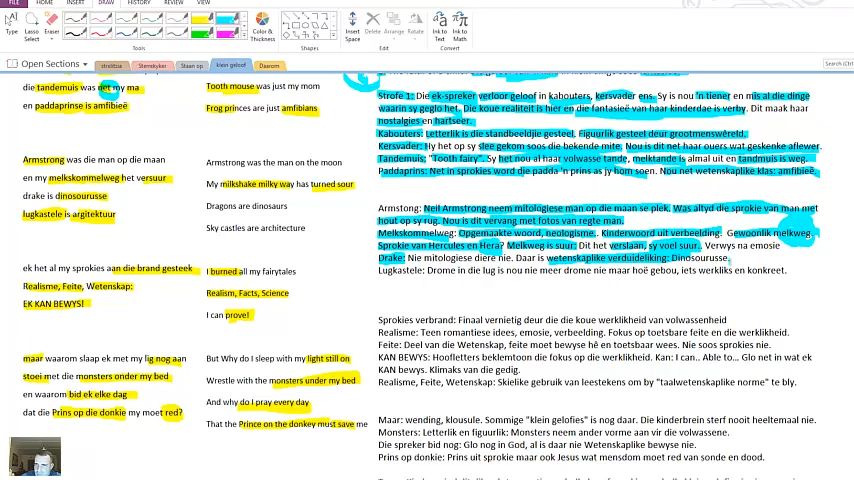 FILE HOME INSERT DRAW HISTORY REVIEW VIEW
Type Lasso Select Eraser Color & Thickness Insert Space Delete Arrange Rotate Ink to Text Ink to Math
Tools Shapes Edit Convert
Open Sections struktuur Sterrekyker Staan op klein geloof Daarom
Search (Ctrl
die tandemuis was net my ma
en paddaprinse is amfibieë
Armstrong was die man op die maan
en my melkskommelweg het versuur
drake is dinosourusse
lugkastele is argitektuur
ek het al my sprokies aan die brand gesteek
Realisme, Feite, Wetenskap:
EK KAN BEWYS!
maar waarom slaap ek met my lig nog aan
stoei met die monsters onder my bed
en waarom bid ek elke dag
dat die Prins op die donkie my moet red?
Tooth mouse was just my mom
Frog princes are just amfibians
Armstrong was the man on the moon
My milkshake milky way has turned sour
Dragons are dinosaurs
Sky castles are architecture
I burned all my fairytales
Realism, Facts, Science
I can prove!
But Why do I sleep with my light still on
Wrestle with the monsters under my bed
And why do I pray every day
That the Prince on the donkey must save me
Strofe 1: Die ek-spreker verloor geloof in kabouters, kersvader ens. Sy is nou 'n tiener en mis al die dinge
waarin sy geglo het. Die koue realiteit is hier en die fantasieë van haar kinderdae is verby. Dit maak haar
nostalgies en hartseer.
Kabouters: Letterlik is die standbeeldjie gesteel. Figuurlik gesteel deur grootmenswêreld.
Kersvader: Hy het op sy slee gekom soos die bekende mite. Nou is dit net haar ouers wat geskenke aflewer.
Tandemuis: "Tooth fairy". Sy het nou al haar volwasse tande, melktande is almal uit en tandmuis is weg.
Paddaprins: Net in sprokies word die padda 'n prins as jy hom soen. Nou net wetenskaplike klas: amfibieë.
Armstong: Neil Armstrong neem mitologiese man op die maan se plek. Was altyd die sprokie van man met
hout op sy rug. Nou is dit vervang met fotos van regte man.
Melkskommelweg: Opgemaakte woord, neologisme.. Kinderwoord uit verbeelding. Gewoonlik melkweg.
Sprokie van Hercules en Hera? Melkweg is suur: Dit het verslaan, sy voel suur.. Verwys na emosie
Drake: Nie mitologiese diere nie. Daar is wetenskaplike verduideliking: Dinosourusse.
Lugkastele: Drome in die lug is nou nie meer drome nie maar hoë gebou, iets werkliks en konkreet.
Sprokies verbrand: Finaal vernietig deur die die koue werklikheid van volwassenheid
Realisme: Teen romantiese idees, emosie, verbeelding. Fokus op toetsbare feite en die werklikheid.
Feite: Deel van die Wetenskap, feite moet bewyse hê en toetsbaar wees. Nie soos sprokies nie.
KAN BEWYS: Hoofletters beklemtoon die fokus op die werklikheid. Kan: I can.. Able to... Glo net in wat ek
KAN bewys. Klimaks van die gedig.
Realisme, Feite, Wetenskap: Skielike gebruik van leestekens om by "taalwetenskaplike norme" te bly.
Maar: wending, klousule. Sommige "klein gelofies" is nog daar. Die kinderbrein sterf nooit heeltemal nie.
Monsters: Letterlik en figuurlik: Monsters neem ander vorme aan vir die volwassene.
Die spreker bid nog: Glo nog in God, al is daar nie Wetenskaplike bewyse nie.
Prins op donkie: Prins uit sprokie maar ook Jesus wat mensdom moet red van sonde en dood.